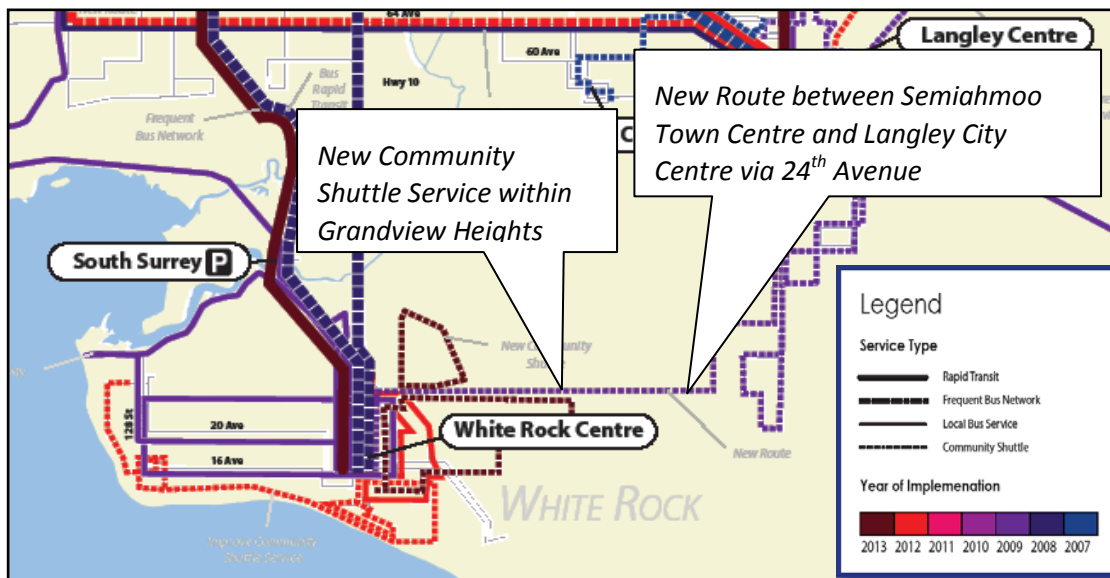 64 Ave
60 Ave
Langley Centre
Hwy 10
Bus
Rapid
Transit
Frequent
Bus Network
C
New Community
Shuttle Service within
Grandview Heights
New Route between Semiahmoo
Town Centre and Langley City
Centre via 24th Avenue
South Surrey P
New Community
Shuttle
128 St
20 Ave
16 Ave
White Rock Centre
New Route
WHITE ROCK
Improve Community
Shuttle Service
Legend
Service Type
Rapid Transit
Frequent Bus Network
Local Bus Service
Community Shuttle
Year of Implemenation
2013 2012 2011 2010 2009 2008 2007